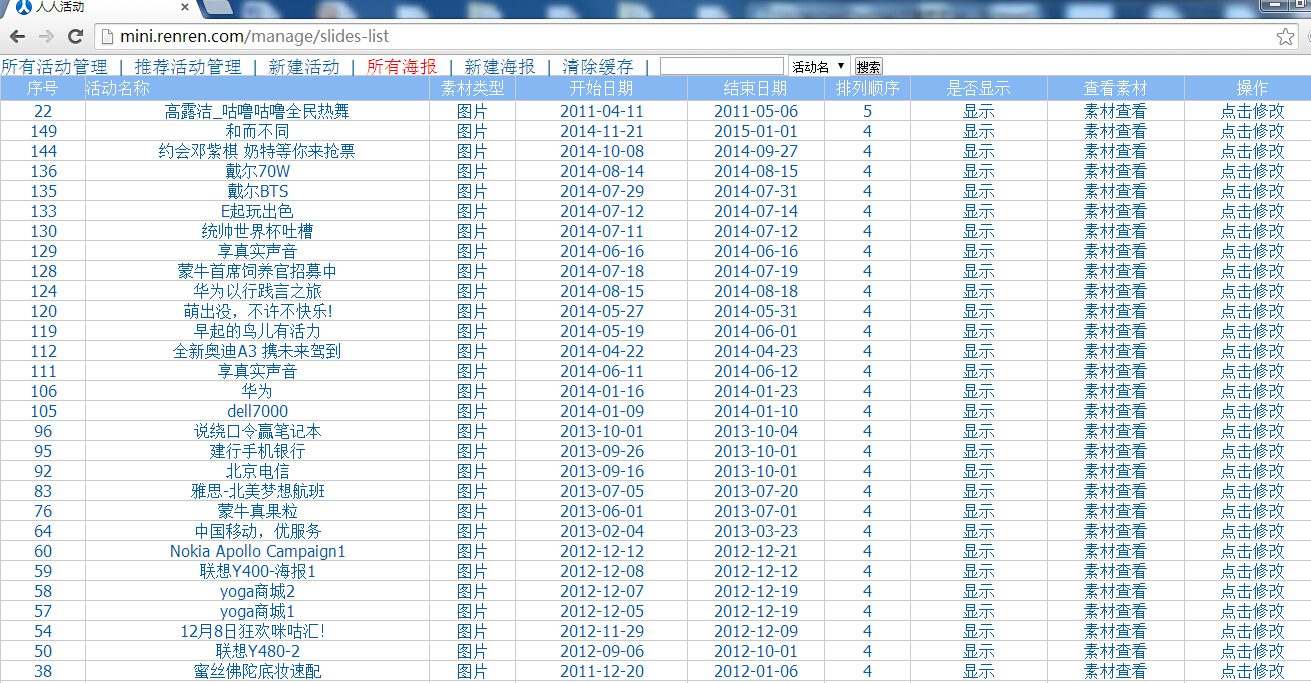 人人活动
mini.renren.com/manage/slides-list
所有活动管理 | 推荐活动管理 | 新建活动 | 所有海报 | 新建海报 | 清除缓存 | 活动名 搜索
序号 活动名称 素材类型 开始日期 结束日期 排列顺序 是否显示 查看素材 操作
22 高露洁_咕噜咕噜全民热舞 图片 2011-04-11 2011-05-06 5 显示 素材查看 点击修改
149 和而不同 图片 2014-11-21 2015-01-01 4 显示 素材查看 点击修改
144 约会邓紫棋 奶特等你来抢票 图片 2014-10-08 2014-09-27 4 显示 素材查看 点击修改
136 戴尔70W 图片 2014-08-14 2014-08-15 4 显示 素材查看 点击修改
135 戴尔BTS 图片 2014-07-29 2014-07-31 4 显示 素材查看 点击修改
133 E起玩出色 图片 2014-07-12 2014-07-14 4 显示 素材查看 点击修改
130 统帅世界杯吐槽 图片 2014-07-11 2014-07-12 4 显示 素材查看 点击修改
129 享真实声音 图片 2014-06-16 2014-06-16 4 显示 素材查看 点击修改
128 蒙牛首席饲养官招募中 图片 2014-07-18 2014-07-19 4 显示 素材查看 点击修改
124 华为以行践言之旅 图片 2014-08-15 2014-08-18 4 显示 素材查看 点击修改
120 萌出没，不许不快乐! 图片 2014-05-27 2014-05-31 4 显示 素材查看 点击修改
119 早起的鸟儿有活力 图片 2014-05-19 2014-06-01 4 显示 素材查看 点击修改
112 全新奥迪A3 携未来驾到 图片 2014-04-22 2014-04-23 4 显示 素材查看 点击修改
111 享真实声音 图片 2014-06-11 2014-06-12 4 显示 素材查看 点击修改
106 华为 图片 2014-01-16 2014-01-23 4 显示 素材查看 点击修改
105 dell7000 图片 2014-01-09 2014-01-10 4 显示 素材查看 点击修改
96 说绕口令赢笔记本 图片 2013-10-01 2013-10-04 4 显示 素材查看 点击修改
95 建行手机银行 图片 2013-09-26 2013-10-01 4 显示 素材查看 点击修改
92 北京电信 图片 2013-09-16 2013-10-01 4 显示 素材查看 点击修改
83 雅思-北美梦想航班 图片 2013-07-05 2013-07-20 4 显示 素材查看 点击修改
76 蒙牛真果粒 图片 2013-06-01 2013-07-01 4 显示 素材查看 点击修改
64 中国移动，优服务 图片 2013-02-04 2013-03-23 4 显示 素材查看 点击修改
60 Nokia Apollo Campaign1 图片 2012-12-12 2012-12-21 4 显示 素材查看 点击修改
59 联想Y400-海报1 图片 2012-12-08 2012-12-12 4 显示 素材查看 点击修改
58 yoga商城2 图片 2012-12-07 2012-12-19 4 显示 素材查看 点击修改
57 yoga商城1 图片 2012-12-05 2012-12-19 4 显示 素材查看 点击修改
54 12月8日狂欢咪咕汇! 图片 2012-11-29 2012-12-09 4 显示 素材查看 点击修改
50 联想Y480-2 图片 2012-09-06 2012-10-01 4 显示 素材查看 点击修改
38 蜜丝佛陀底妆速配 图片 2011-12-20 2012-01-06 4 显示 素材查看 点击修改